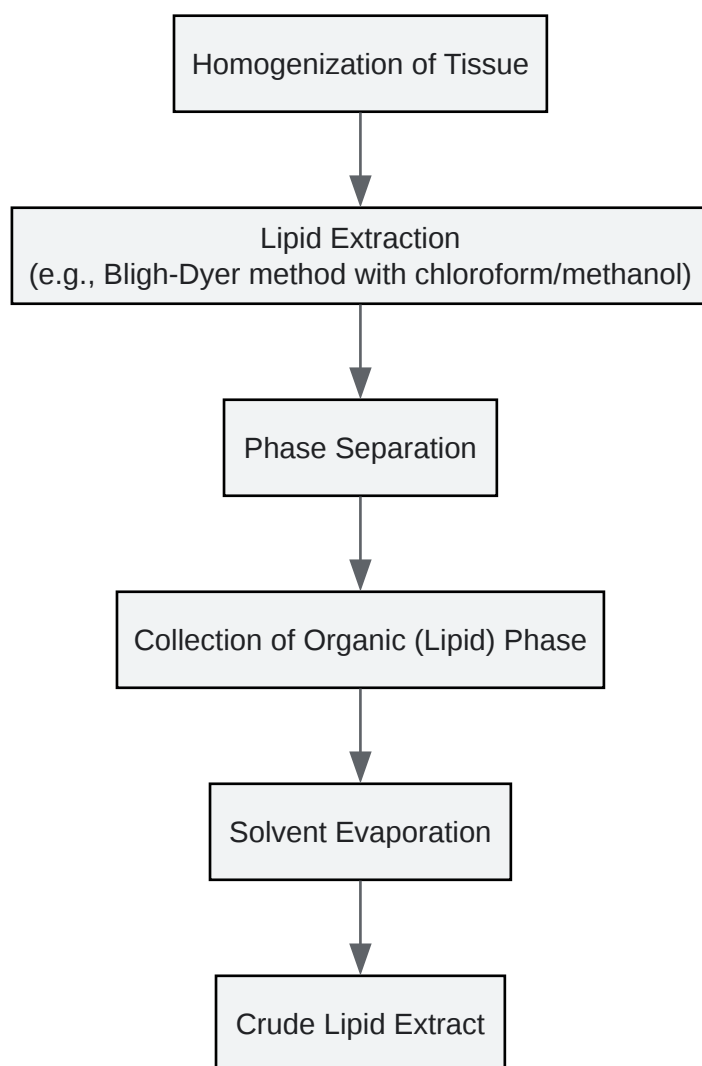 Homogenization of Tissue
Lipid Extraction
(e.g., Bligh-Dyer method with chloroform/methanol)
Phase Separation
Collection of Organic (Lipid) Phase
Solvent Evaporation
Crude Lipid Extract